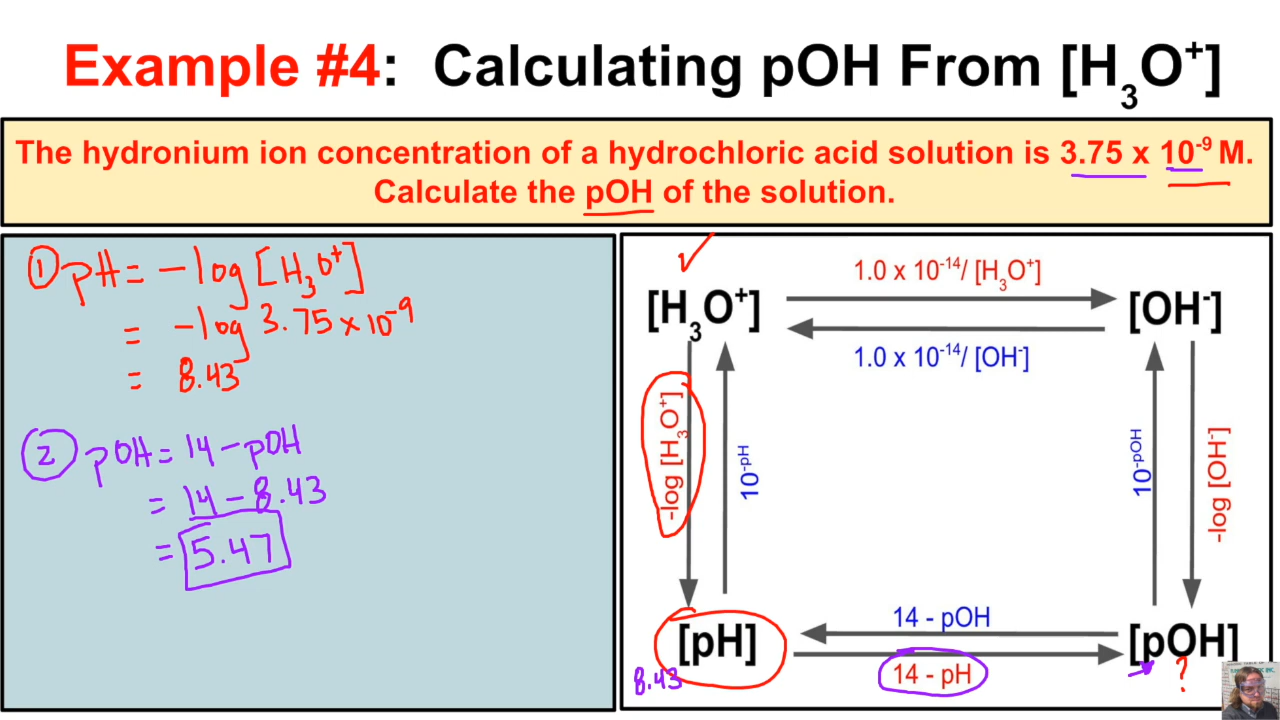 Example #4: Calculating pOH From [H₃O⁺]
The hydronium ion concentration of a hydrochloric acid solution is 3.75 x 10⁻⁹ M.
Calculate the pOH of the solution.
① pH = -log [H₃O⁺]
= -log 3.75 x 10⁻⁹
= 8.43
② pOH = 14 - pOH
= 14 - 8.43
= 5.47
✓
1.0 x 10⁻¹⁴/ [H₃O⁺]
[H₃O⁺]
[OH⁻]
1.0 x 10⁻¹⁴/ [OH⁻]
-log [H₃O⁺]
10⁻ᵖᴴ
10⁻ᵖᴼᴴ
-log [OH⁻]
14 - pOH
[pH]
[pOH]
14 - pH
8.43
?